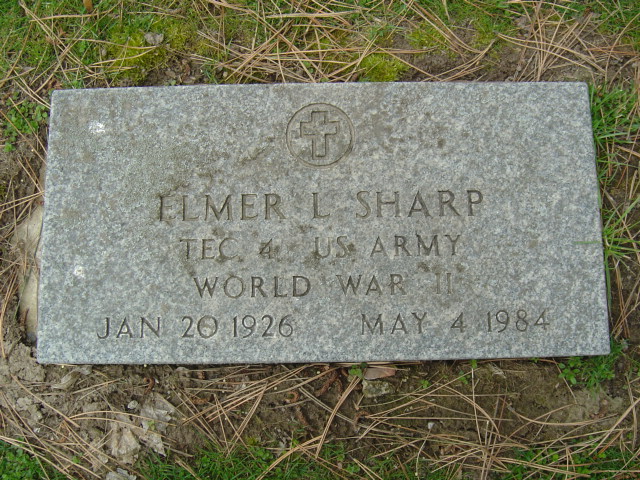 ELMER L SHARP
TEC 4 US ARMY
WORLD WAR II
JAN 20 1926 MAY 4 1984